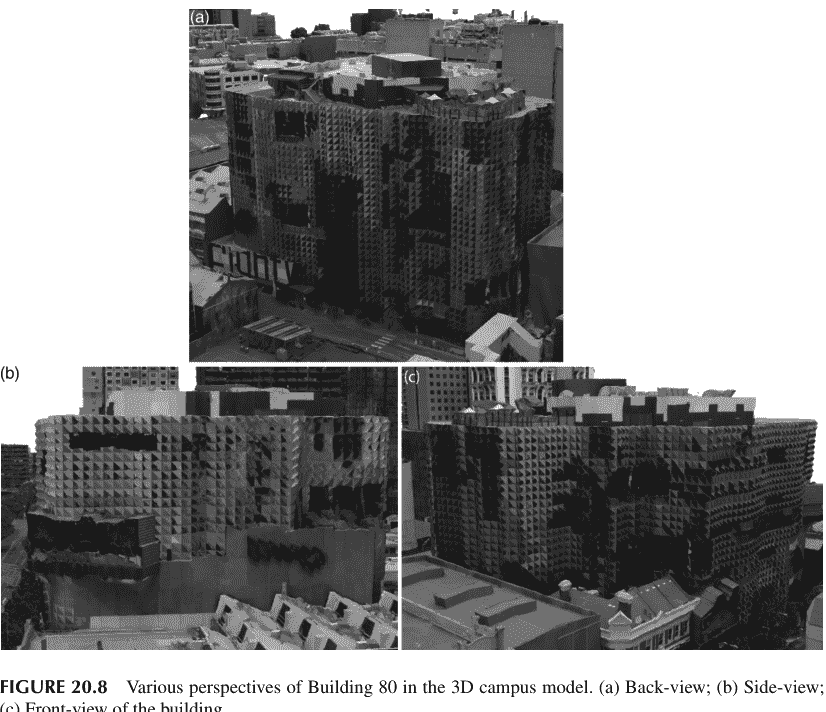 (a)
(b)
(c)
FIGURE 20.8 Various perspectives of Building 80 in the 3D campus model. (a) Back-view; (b) Side-view;
(c) Front-view of the building.